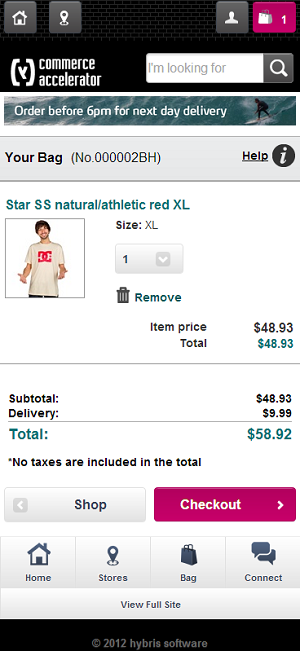 1
commerce
accelerator
I'm looking for
Order before 6pm for next day delivery
Your Bag (No.000002BH) Help
Star SS natural/athletic red XL
Size: XL
1
Remove
Item price $48.93
Total $48.93
Subtotal: $48.93
Delivery: $9.99
Total: $58.92
*No taxes are included in the total
Shop Checkout
Home Stores Bag Connect
View Full Site
© 2012 hybris software